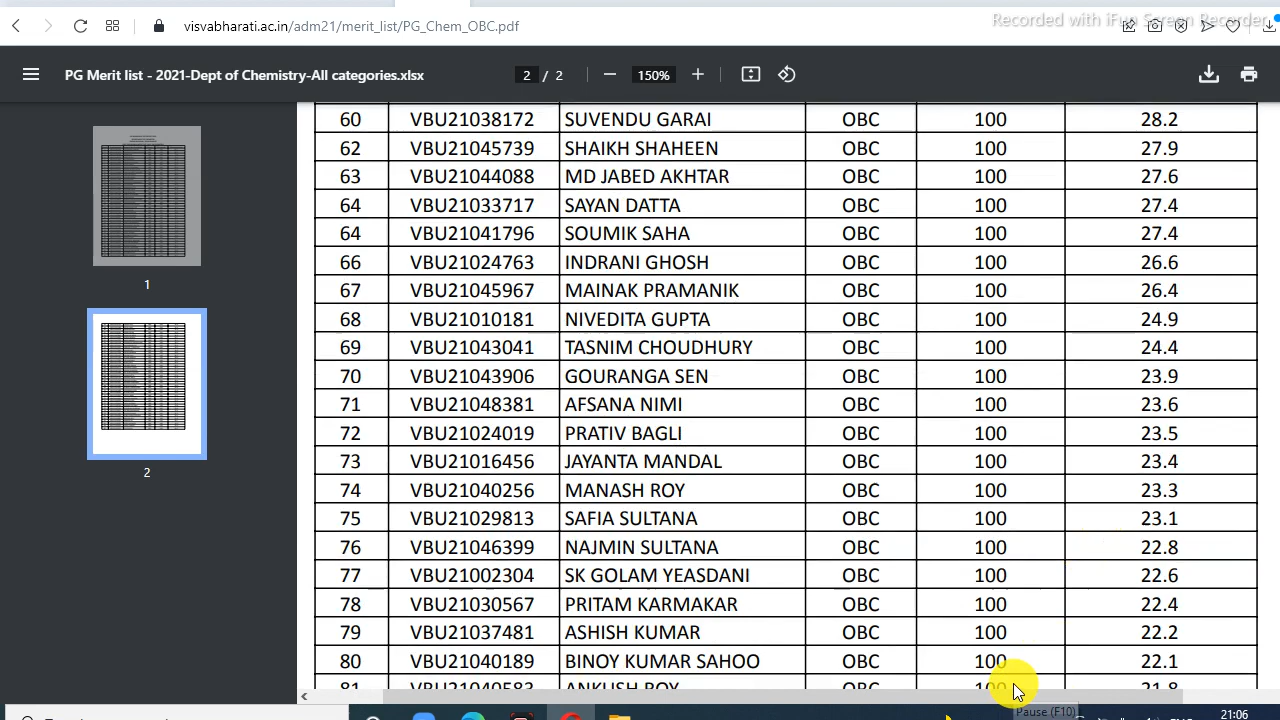 visvabharati.ac.in/adm21/merit_list/PG_Chem_OBC.pdf
Recorded with iFun Screen Recorder
PG Merit list - 2021-Dept of Chemistry-All categories.xlsx 2 / 2 150%
60 VBU21038172 SUVENDU GARAI OBC 100 28.2
62 VBU21045739 SHAIKH SHAHEEN OBC 100 27.9
63 VBU21044088 MD JABED AKHTAR OBC 100 27.6
64 VBU21033717 SAYAN DATTA OBC 100 27.4
64 VBU21041796 SOUMIK SAHA OBC 100 27.4
66 VBU21024763 INDRANI GHOSH OBC 100 26.6
67 VBU21045967 MAINAK PRAMANIK OBC 100 26.4
68 VBU21010181 NIVEDITA GUPTA OBC 100 24.9
69 VBU21043041 TASNIM CHOUDHURY OBC 100 24.4
70 VBU21043906 GOURANGA SEN OBC 100 23.9
71 VBU21048381 AFSANA NIMI OBC 100 23.6
72 VBU21024019 PRATIV BAGLI OBC 100 23.5
73 VBU21016456 JAYANTA MANDAL OBC 100 23.4
74 VBU21040256 MANASH ROY OBC 100 23.3
75 VBU21029813 SAFIA SULTANA OBC 100 23.1
76 VBU21046399 NAJMIN SULTANA OBC 100 22.8
77 VBU21002304 SK GOLAM YEASDANI OBC 100 22.6
78 VBU21030567 PRITAM KARMAKAR OBC 100 22.4
79 VBU21037481 ASHISH KUMAR OBC 100 22.2
80 VBU21040189 BINOY KUMAR SAHOO OBC 100 22.1
81 VBU21040583 ANKUSH ROY OBC 100 21.8
1
2
Pause (F10)
21:06